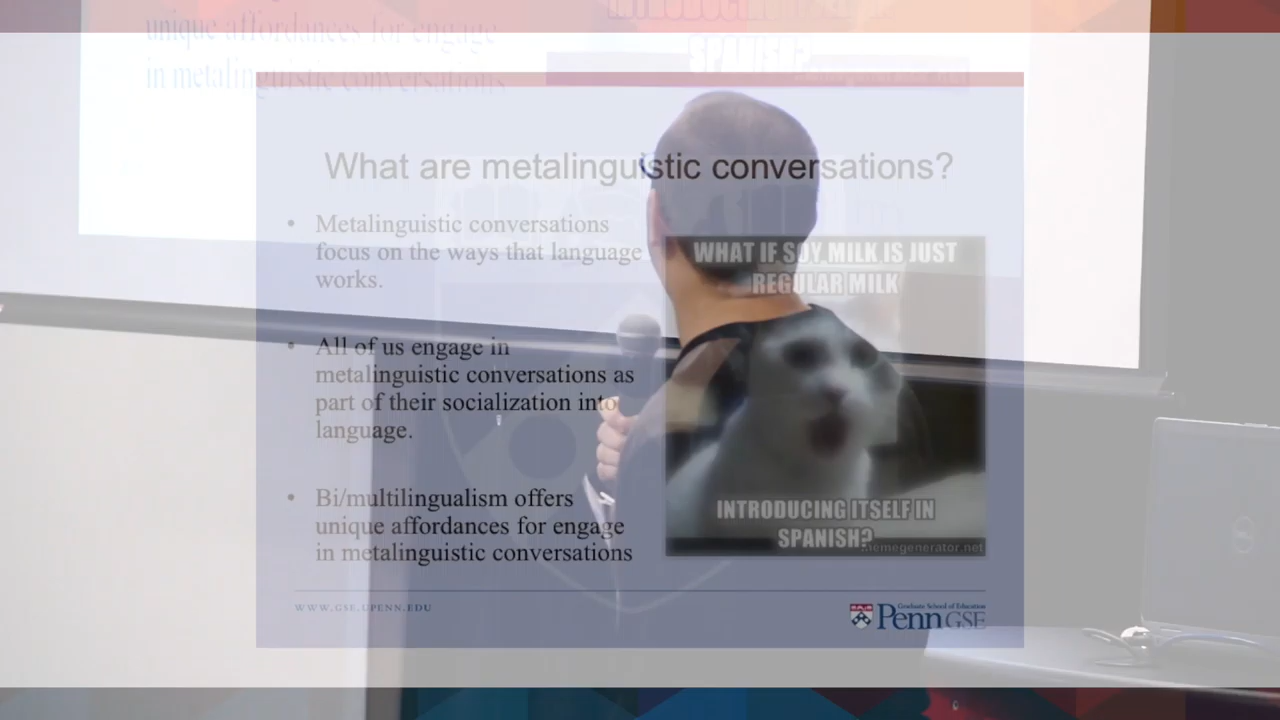 unique affordances for engage
in metalinguistic conversations
SPANISH?
What are metalinguistic conversations?
• Metalinguistic conversations
focus on the ways that language
works.
• All of us engage in
metalinguistic conversations as
part of their socialization into
language.
• Bi/multilingualism offers
unique affordances for engage
in metalinguistic conversations
WHAT IF SOY MILK IS JUST
REGULAR MILK
INTRODUCING ITSELF IN
SPANISH?
memegenerator.net
WWW.GSE.UPENN.EDU
Graduate School of Education
Penn GSE